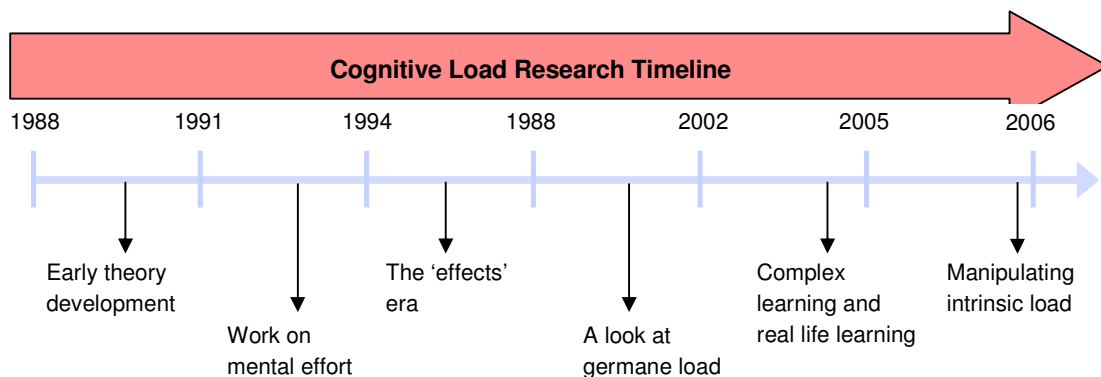 Cognitive Load Research Timeline
1988 1991 1994 1988 2002 2005 2006
Early theory
development
Work on
mental effort
The ‘effects’
era
A look at
germane load
Complex
learning and
real life learning
Manipulating
intrinsic load